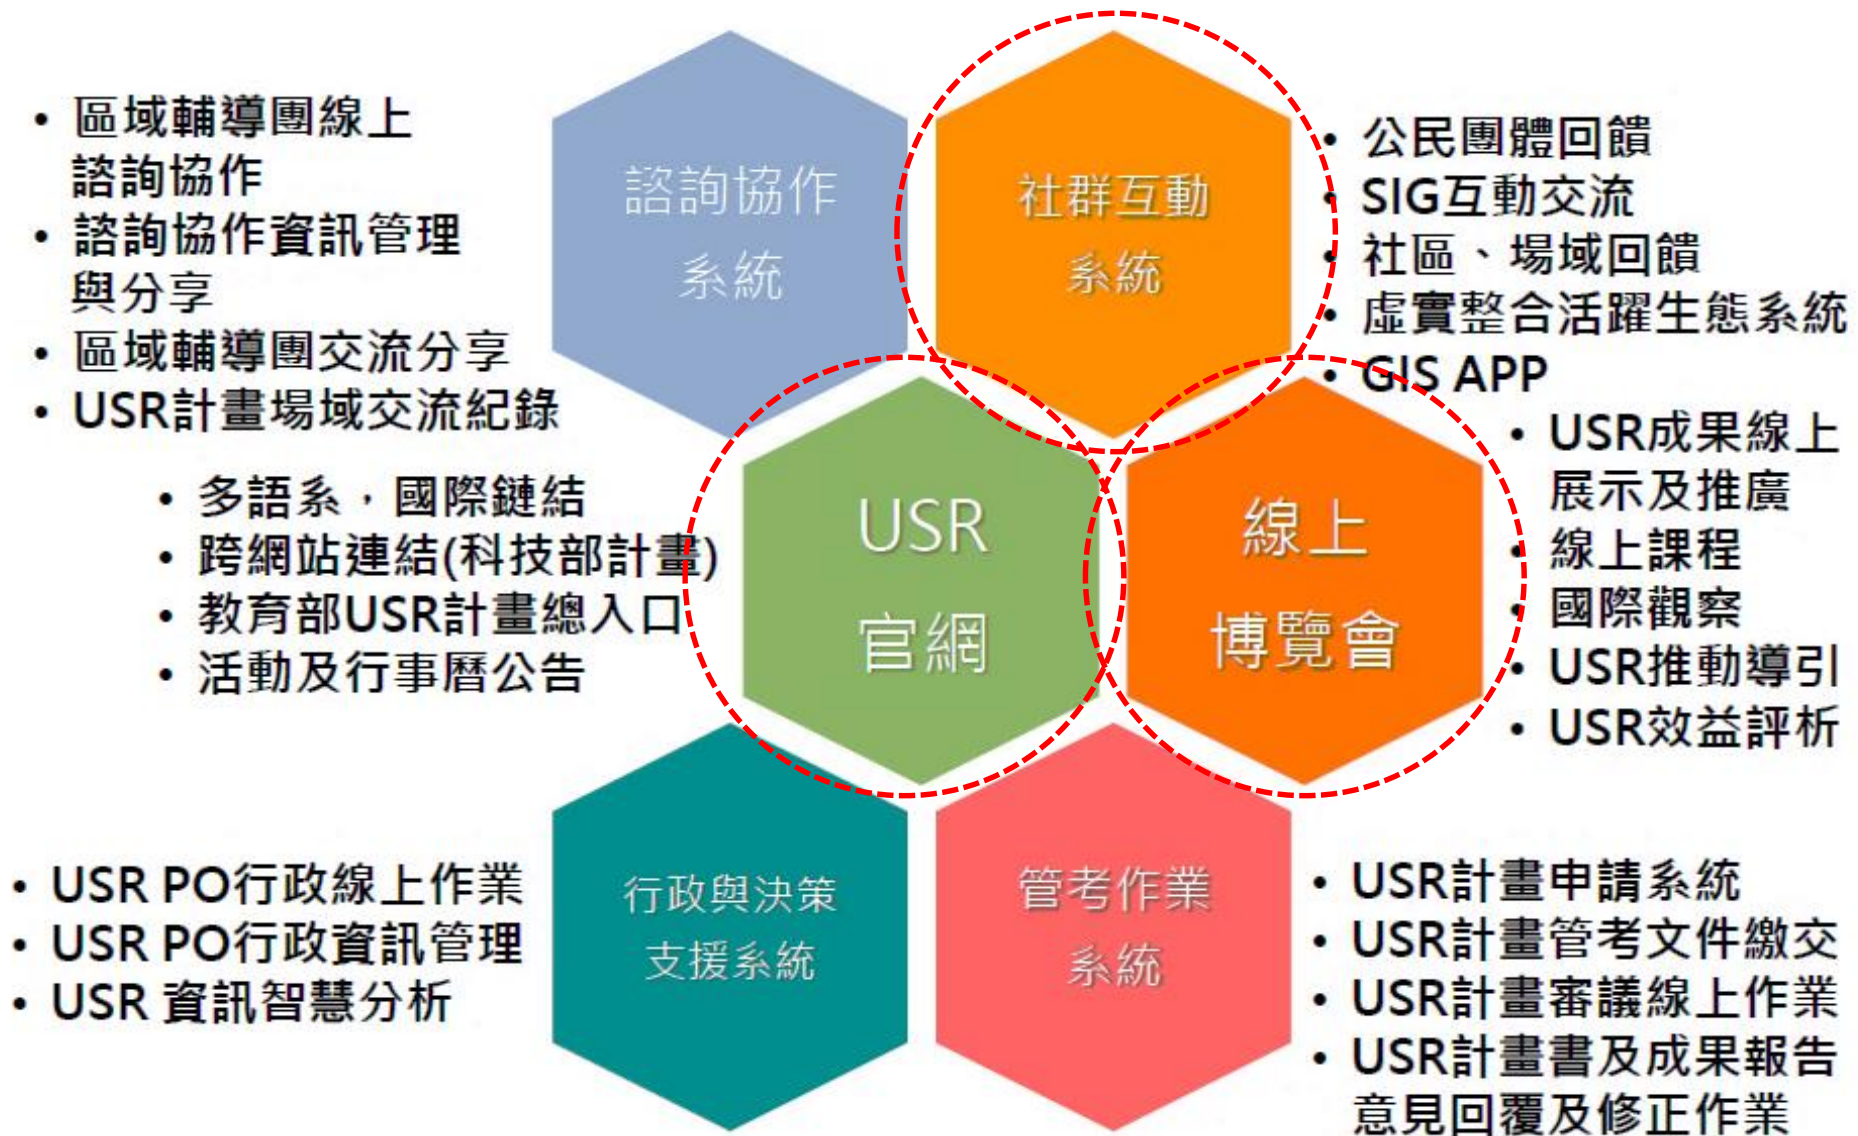 • 區域輔導團線上
諮詢協作
• 諮詢協作資訊管理
與分享
• 區域輔導團交流分享
• USR計畫場域交流紀錄
諮詢協作
系統
社群互動
系統
• 公民團體回饋
• SIG互動交流
• 社區、場域回饋
• 虛實整合活躍生態系統
• GIS APP
• 多語系，國際鏈結
• 跨網站連結(科技部計畫)
• 教育部USR計畫總入口
• 活動及行事曆公告
USR
官網
線上
博覽會
• USR成果線上
展示及推廣
• 線上課程
• 國際觀察
• USR推動導引
• USR效益評析
• USR PO行政線上作業
• USR PO行政資訊管理
• USR 資訊智慧分析
行政與決策
支援系統
管考作業
系統
• USR計畫申請系統
• USR計畫管考文件繳交
• USR計畫審議線上作業
• USR計畫書及成果報告
意見回覆及修正作業